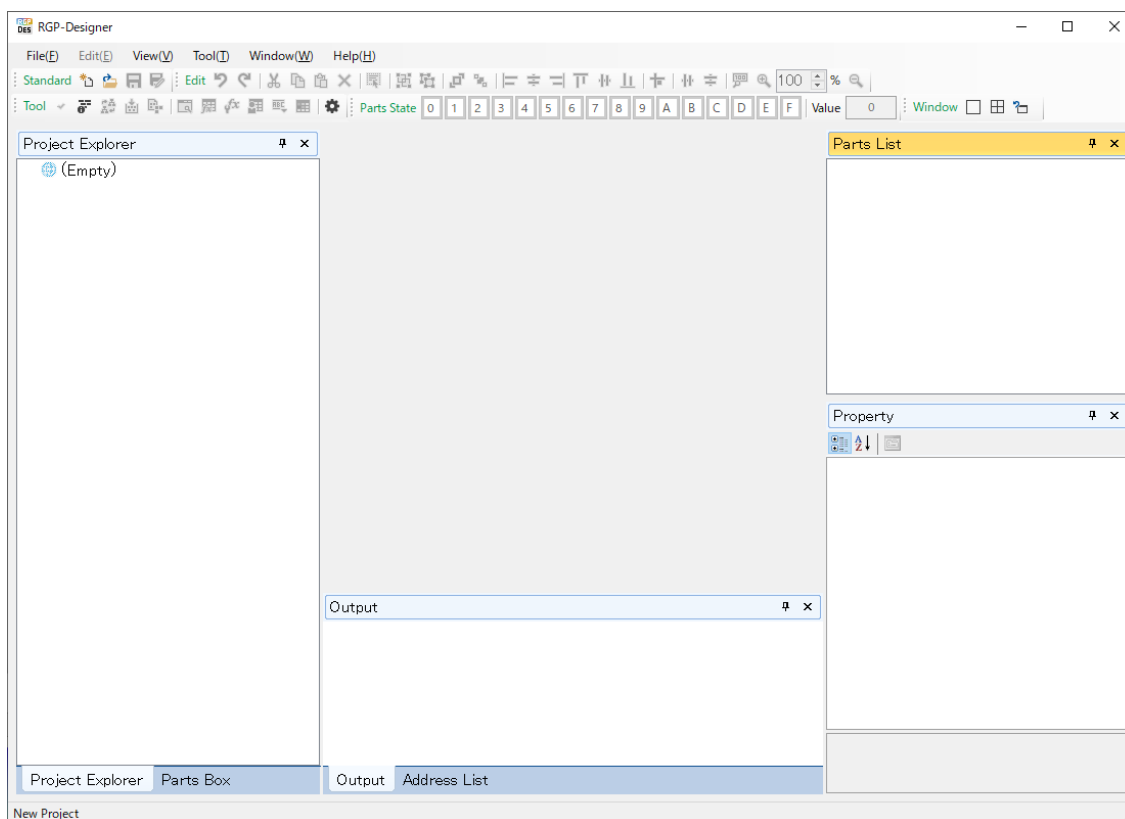 RGP-Designer
File(F) Edit(E) View(V) Tool(T) Window(W) Help(H)
Standard Edit 100 %
Tool Parts State 0 1 2 3 4 5 6 7 8 9 A B C D E F Value 0 Window
Project Explorer
(Empty)
Parts List
Property
Output
Project Explorer Parts Box
Output Address List
New Project